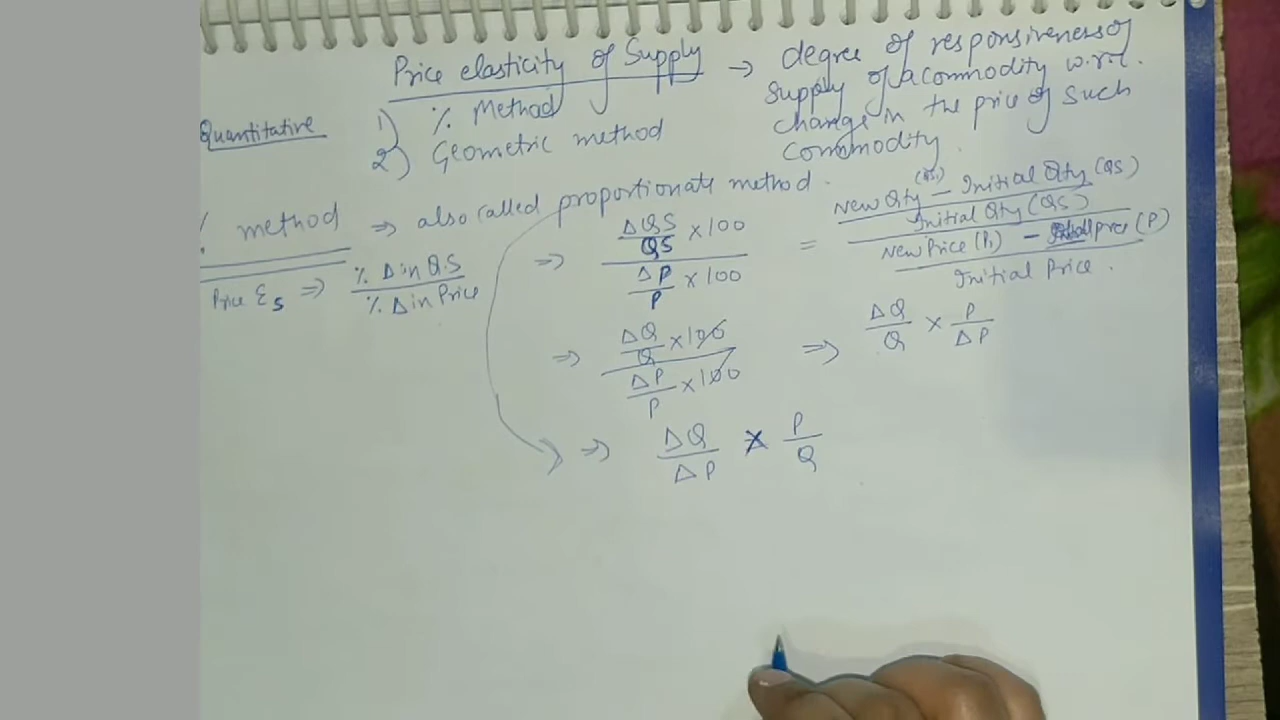 Price elasticity of Supply → degree of responsiveness of
supply of a commodity w.r.t.
change in the price of such
commodity.
Quantitative
1) % Method
2) Geometric method
% method ⇒ also called proportionate method.
Price Es ⇒ % Δ in QS / % Δ in Price
⇒ ΔQS/QS × 100 / ΔP/P × 100
= New Qty (QS1) – Initial Qty (QS) / Initial Qty (QS)
New Price (P1) – price (P) / Initial Price.
⇒ ΔQ/Q × 100 / ΔP/P × 100 ⇒ ΔQ/Q × P/ΔP
⇒ ΔQ/ΔP × P/Q